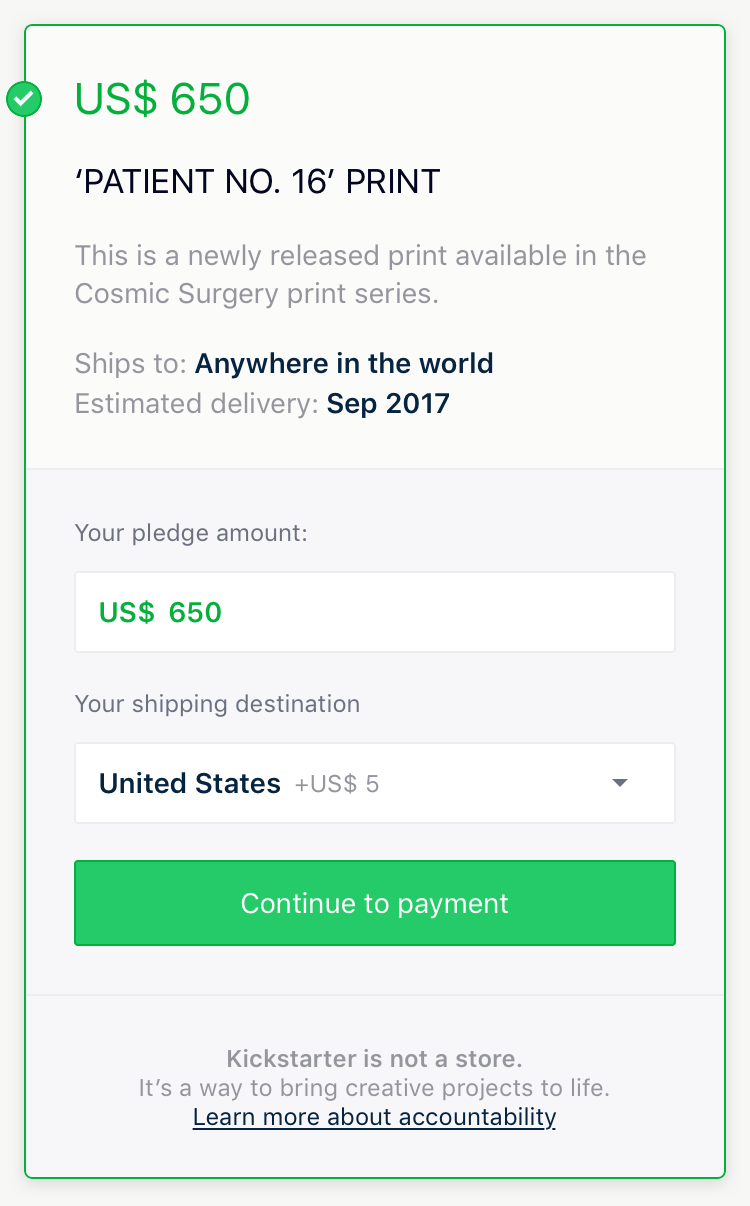 US$ 650
‘PATIENT NO. 16’ PRINT
This is a newly released print available in the
Cosmic Surgery print series.
Ships to: Anywhere in the world
Estimated delivery: Sep 2017
Your pledge amount:
US$ 650
Your shipping destination
United States +US$ 5
Continue to payment
Kickstarter is not a store.
It’s a way to bring creative projects to life.
Learn more about accountability